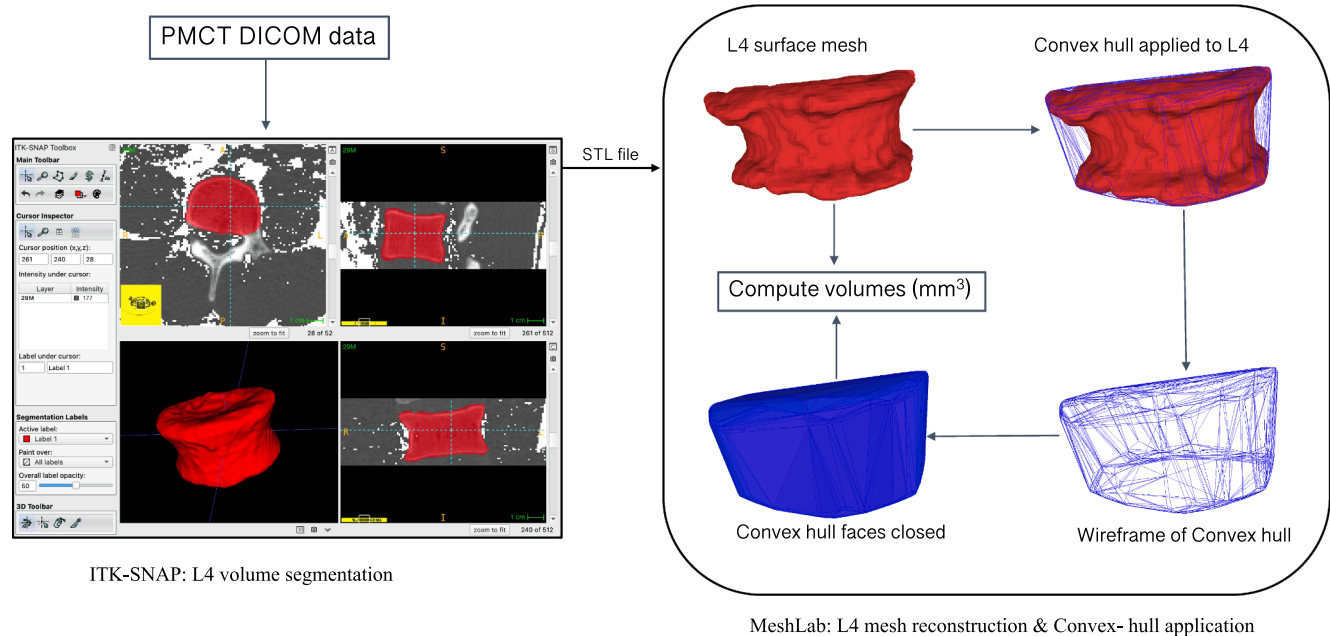 PMCT DICOM data
ITK-SNAP Toolbox
Main Toolbar
Cursor Inspector
Cursor position (x,y,z):
261 240 28
Intensity under cursor:
Layer Intensity
29M 177
Label under cursor:
1 Label 1
Segmentation Labels
Active label:
Label 1
Paint over:
All labels
Overall label opacity:
50
3D Toolbar
A
R
L
P
1 cm
zoom to fit 28 of 52
29M
S
A
I
1 cm
zoom to fit 261 of 512
29M
S
R
I
1 cm
zoom to fit 240 of 512
ITK-SNAP: L4 volume segmentation
STL file
L4 surface mesh
Convex hull applied to L4
Compute volumes (mm³)
Convex hull faces closed
Wireframe of Convex hull
MeshLab: L4 mesh reconstruction & Convex- hull application